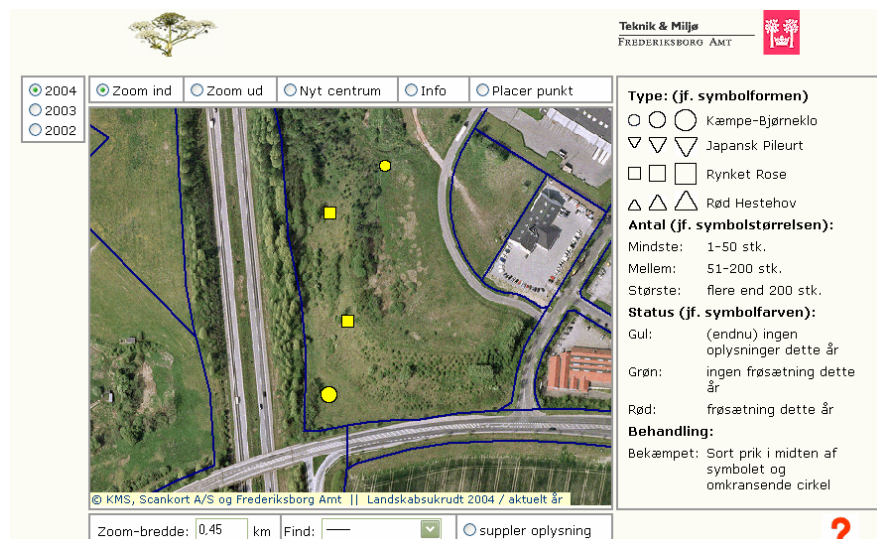 Teknik & Miljø
FREDERIKSBORG AMT
2004
2003
2002
Zoom ind
Zoom ud
Nyt centrum
Info
Placer punkt
Type: (jf. symbolformen)
Kæmpe-Bjørneklo
Japansk Pileurt
Rynket Rose
Rød Hestehov
Antal (jf. symbolstørrelsen):
Mindste: 1-50 stk.
Mellem: 51-200 stk.
Største: flere end 200 stk.
Status (jf. symbolfarven):
Gul: (endnu) ingen
oplysninger dette år
Grøn: ingen frøsætning dette
år
Rød: frøsætning dette år
Behandling:
Bekæmpet: Sort prik i midten af
symbolet og
omkransende cirkel
© KMS, Scankort A/S og Frederiksborg Amt || Landskabsukrudt 2004 / aktuelt år
Zoom-bredde: 0,45 km Find: suppler oplysning
?